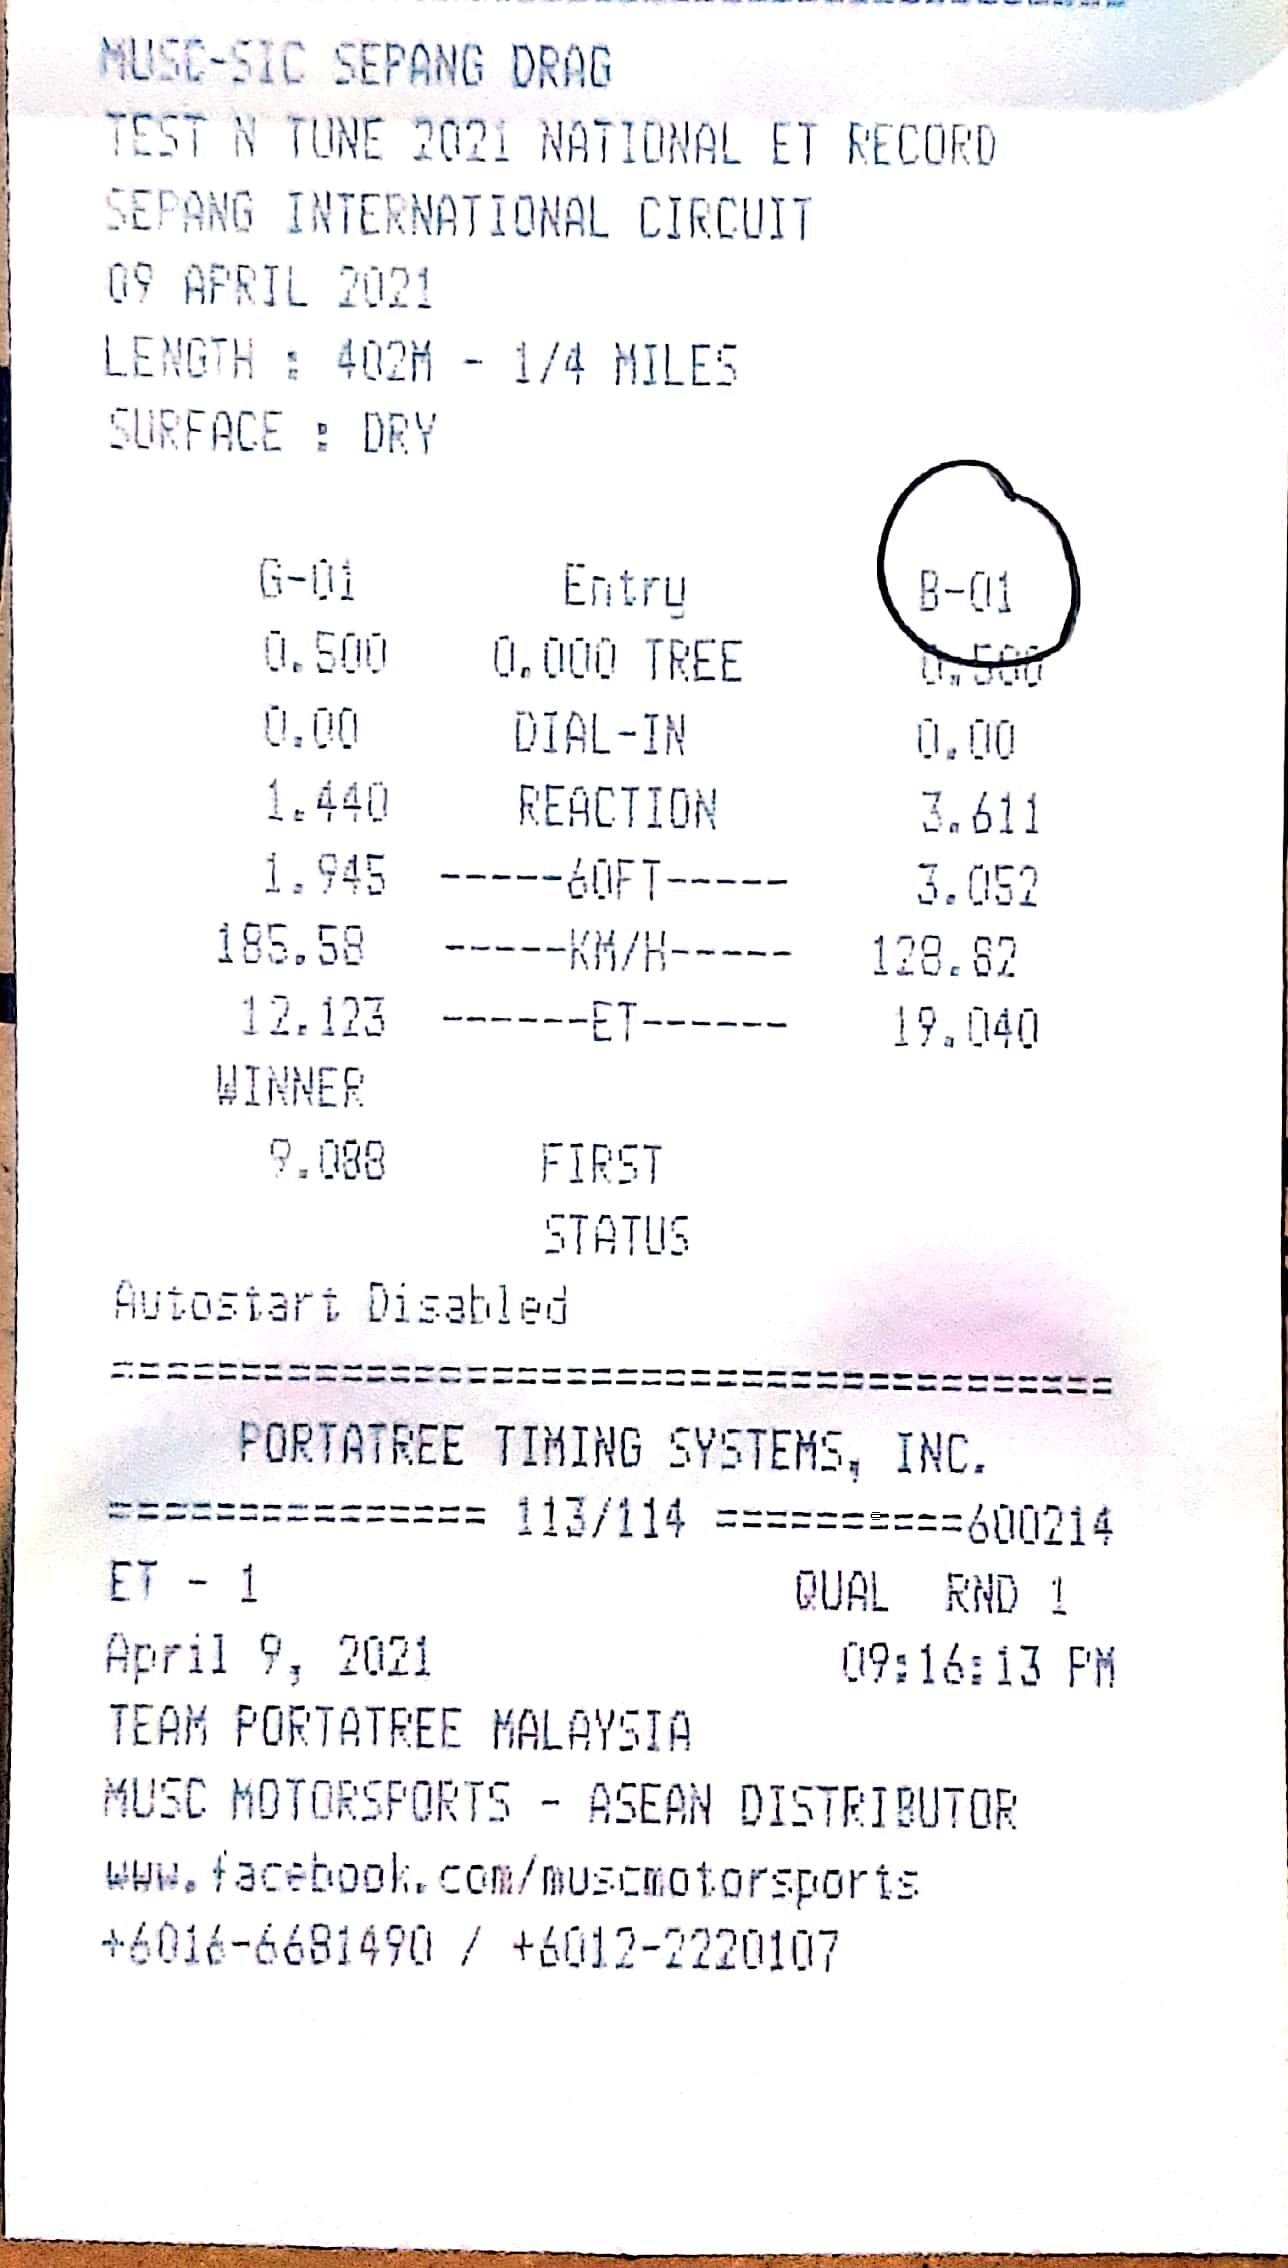 MUSC-SIC SEPANG DRAG
TEST N TUNE 2021 NATIONAL ET RECORD
SEPANG INTERNATIONAL CIRCUIT
09 APRIL 2021
LENGTH : 402M - 1/4 MILES
SURFACE : DRY
G-01 Entry B-01
0.500 0.000 TREE 0.500
0.00 DIAL-IN 0.00
1.440 REACTION 3.611
1.945 -----60FT----- 3.052
185.58 -----KM/H----- 128.82
12.123 ------ET------ 19.040
WINNER
9.088 FIRST
STATUS
Autostart Disabled
=======================================
PORTATREE TIMING SYSTEMS, INC.
=============== 113/114 ==========600214
ET - 1 QUAL RND 1
April 9, 2021 09:16:13 PM
TEAM PORTATREE MALAYSIA
MUSC MOTORSPORTS - ASEAN DISTRIBUTOR
www.facebook.com/muscmotorsports
+6016-6681490 / +6012-2220107